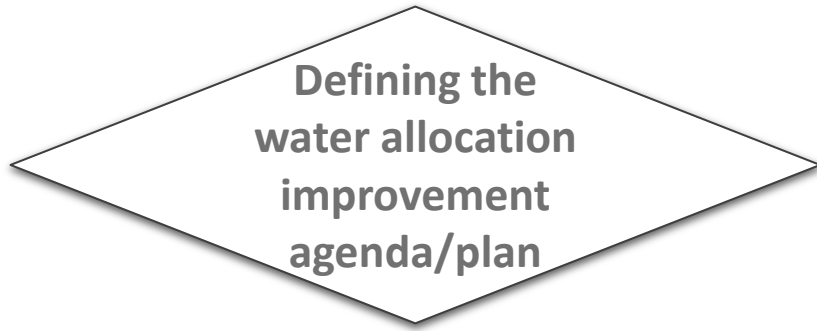 Defining the
water allocation
improvement
agenda/plan